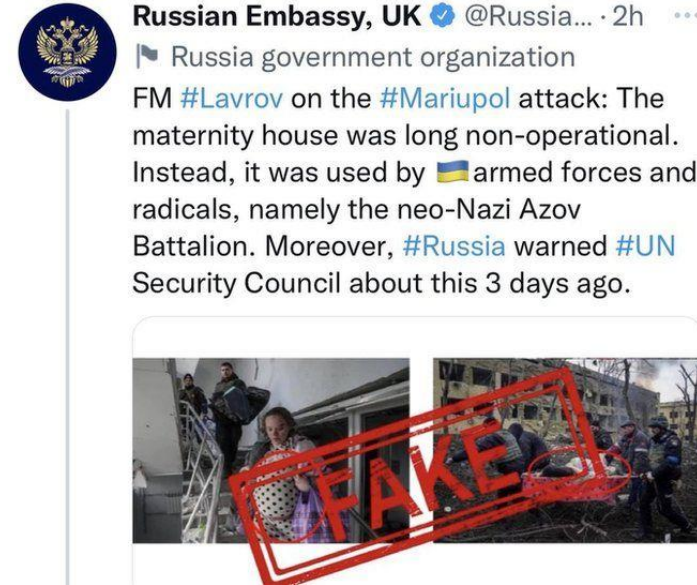 Russian Embassy, UK @Russia... · 2h
Russia government organization
FM #Lavrov on the #Mariupol attack: The
maternity house was long non-operational.
Instead, it was used by 🇺🇦armed forces and
radicals, namely the neo-Nazi Azov
Battalion. Moreover, #Russia warned #UN
Security Council about this 3 days ago.
FAKE